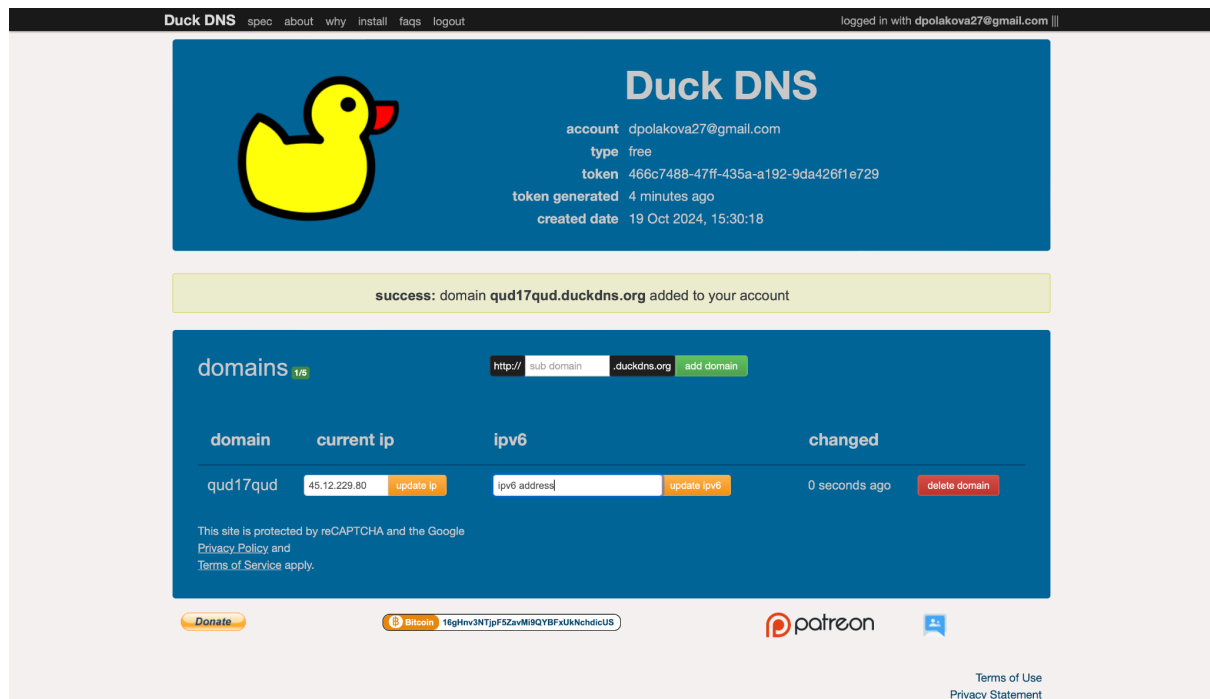 Duck DNS spec about why install faqs logout logged in with dpolakova27@gmail.com |||
Duck DNS
account dpolakova27@gmail.com
type free
token 466c7488-47ff-435a-a192-9da426f1e729
token generated 4 minutes ago
created date 19 Oct 2024, 15:30:18
success: domain qud17qud.duckdns.org added to your account
domains 1/5 http:// sub domain .duckdns.org add domain
domain current ip ipv6 changed
qud17qud 45.12.229.80 update ip ipv6 address update ipv6 0 seconds ago delete domain
This site is protected by reCAPTCHA and the Google
Privacy Policy and
Terms of Service apply.
Donate Bitcoin 16gHnv3NTjpF5ZavMi9QYBFxUkNchdicUS patreon
Terms of Use
Privacy Statement